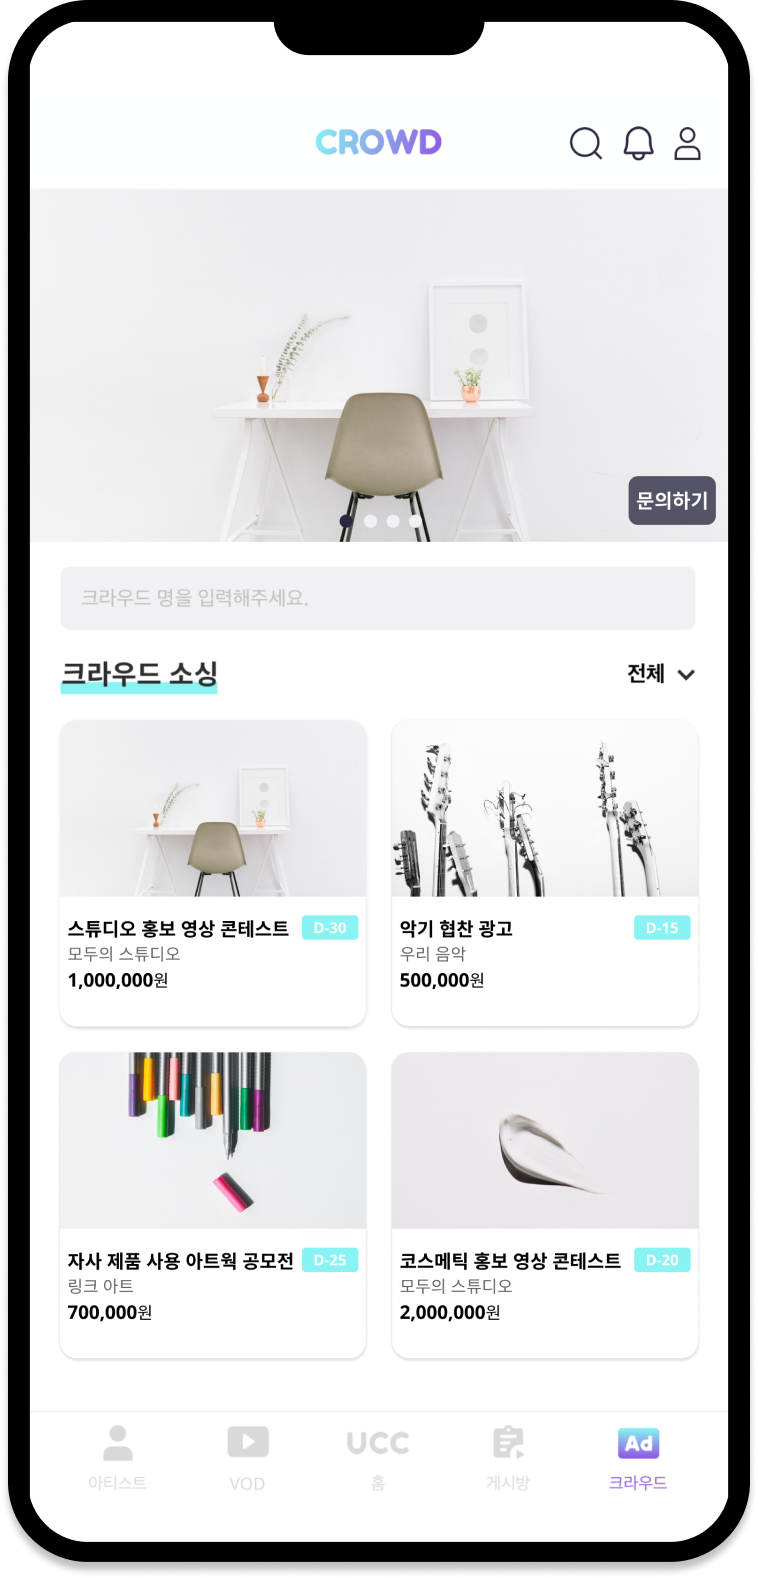 CROWD
문의하기
크라우드 명을 입력해주세요.
크라우드 소싱
전체
스튜디오 홍보 영상 콘테스트
D-30
모두의 스튜디오
1,000,000원
악기 협찬 광고
D-15
우리 음악
500,000원
자사 제품 사용 아트웍 공모전
D-25
링크 아트
700,000원
코스메틱 홍보 영상 콘테스트
D-20
모두의 스튜디오
2,000,000원
UCC
Ad
아티스트
VOD
홈
게시방
크라우드